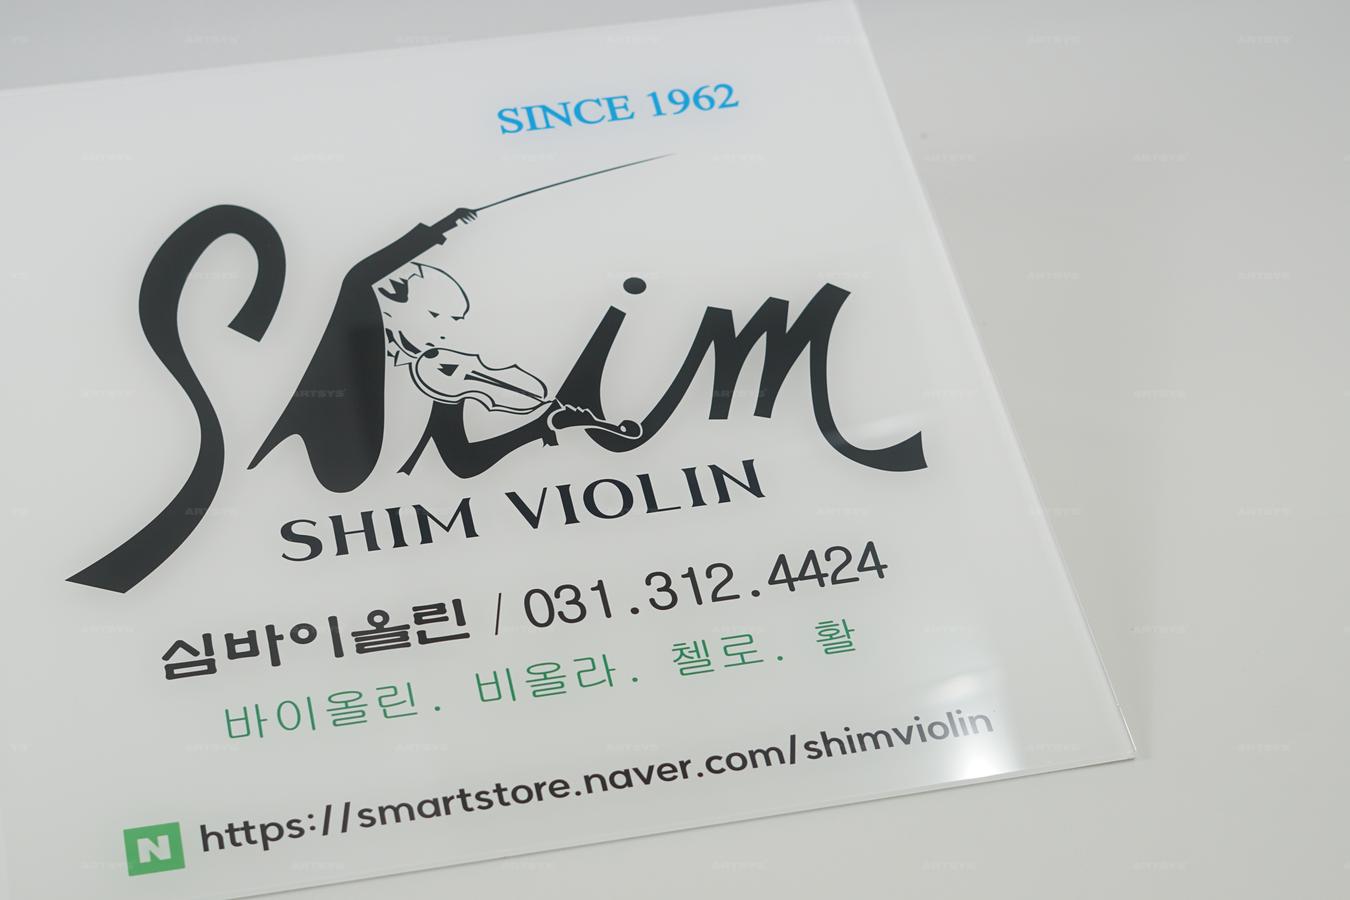 SINCE 1962
Shim
SHIM VIOLIN
심바이올린 / 031.312.4424
바이올린. 비올라. 첼로. 활
N https://smartstore.naver.com/shimviolin
ARTSYS